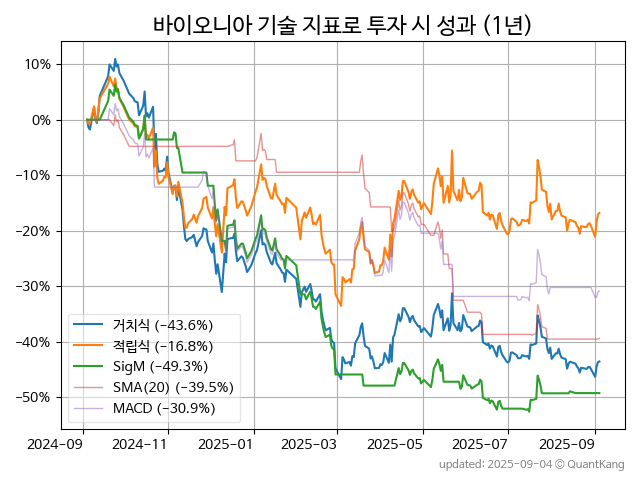 바이오니아 기술 지표로 투자 시 성과 (1년)
10%
0%
−10%
−20%
−30%
−40%
−50%
거치식 (−43.6%)
적립식 (−16.8%)
SigM (−49.3%)
SMA(20) (−39.5%)
MACD (−30.9%)
2024-09 2024-11 2025-01 2025-03 2025-05 2025-07 2025-09
updated: 2025-09-04 © QuantKang